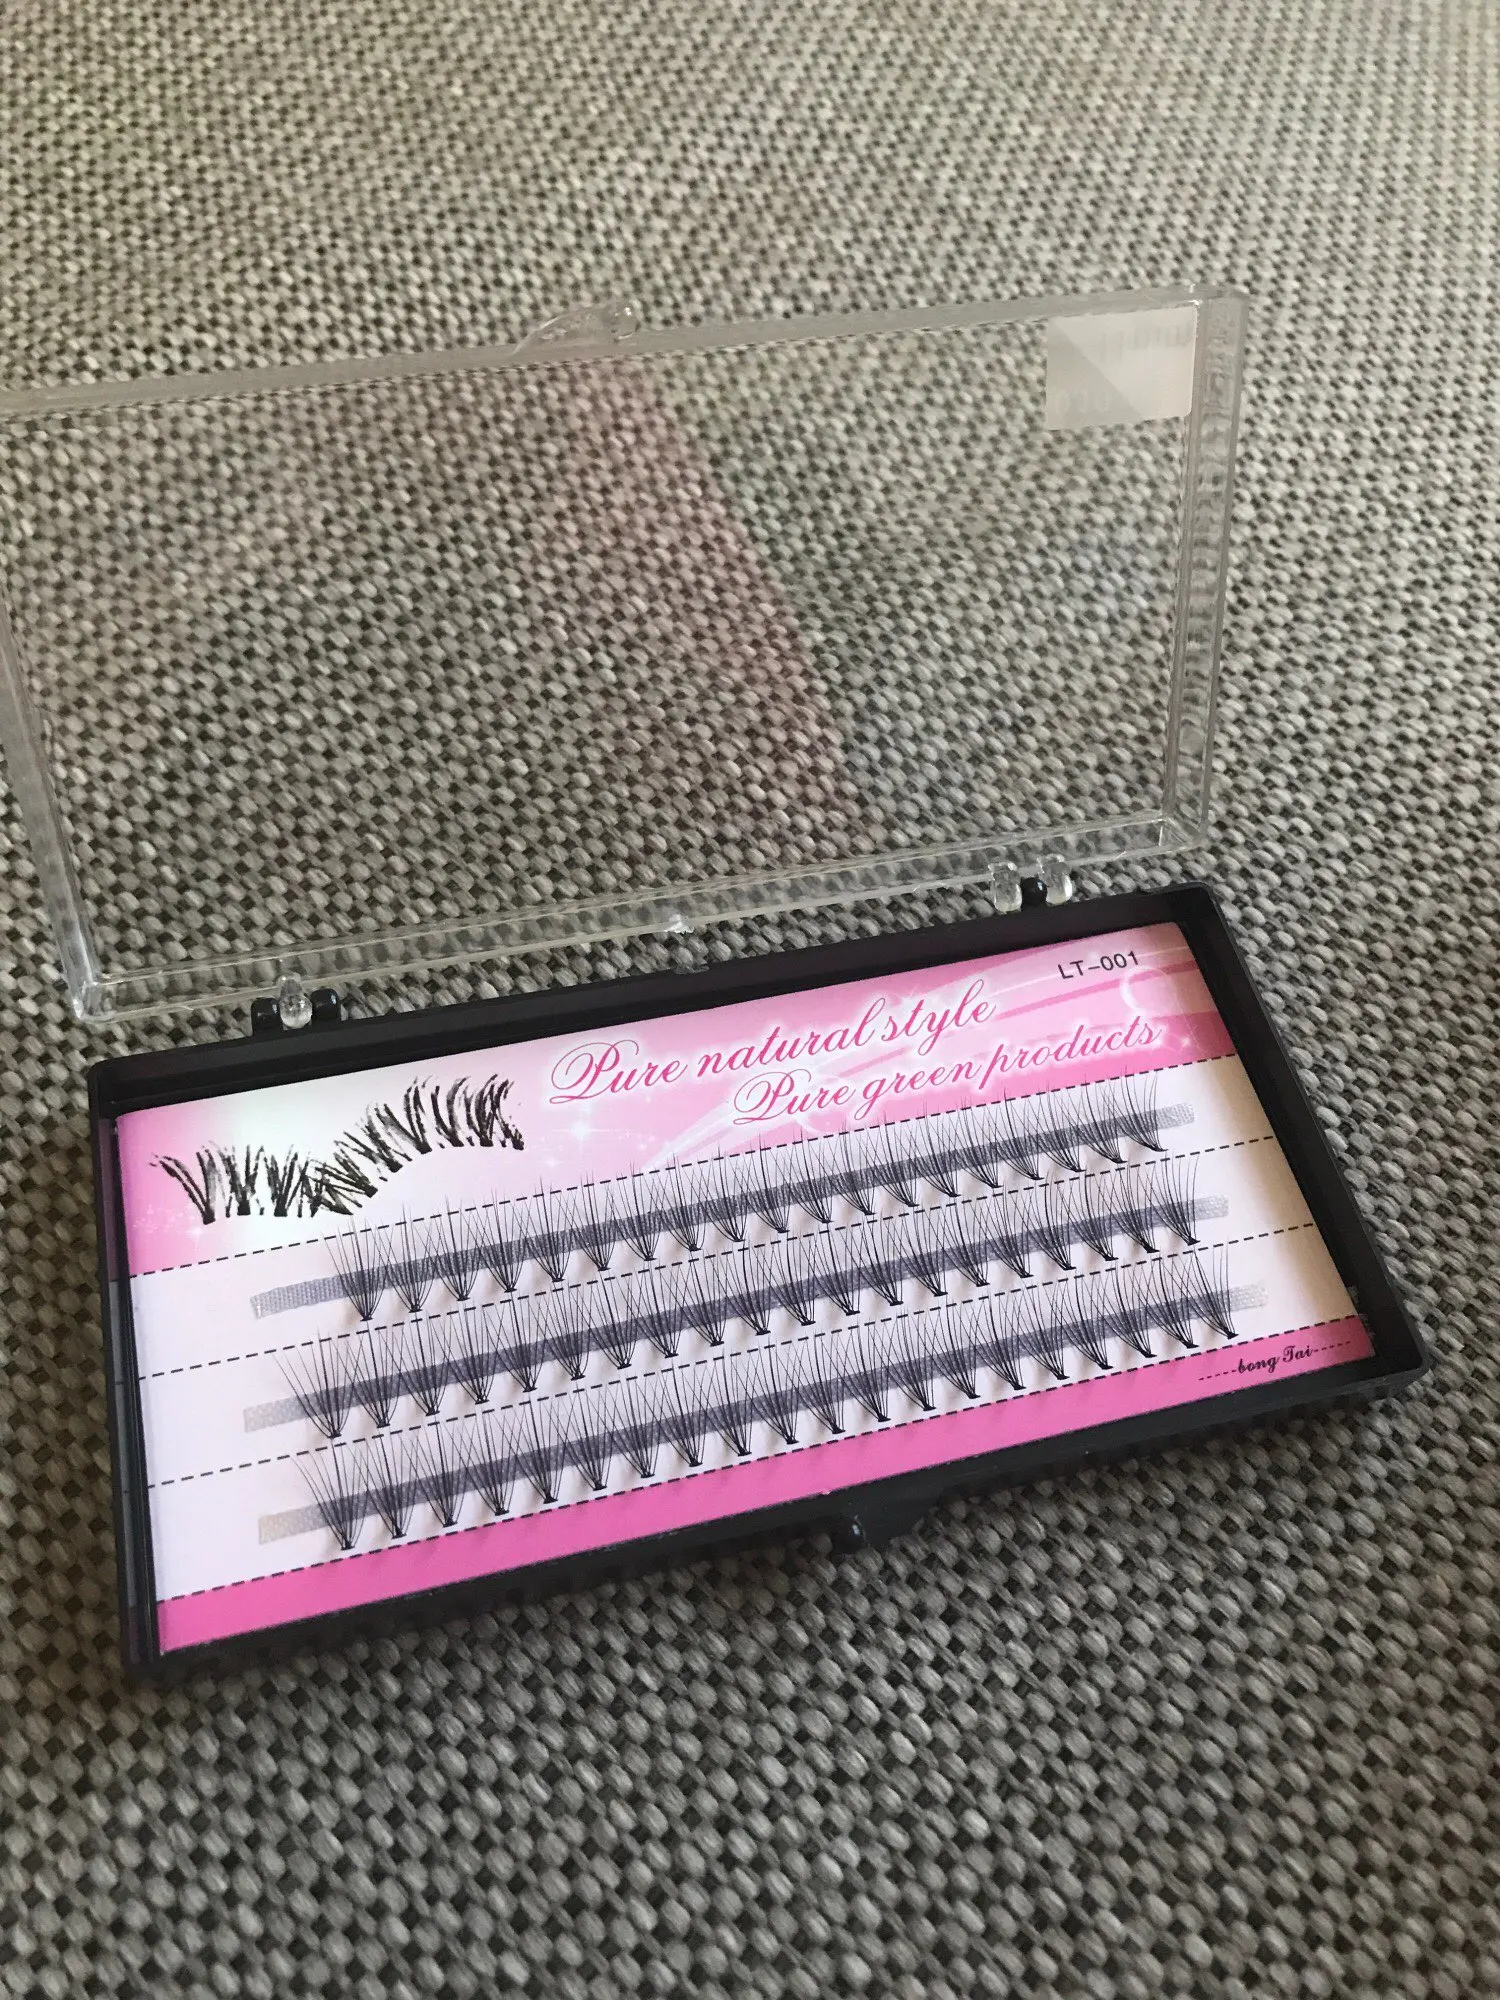 LT-001
Pure natural style
Pure green products
------bong Tai------